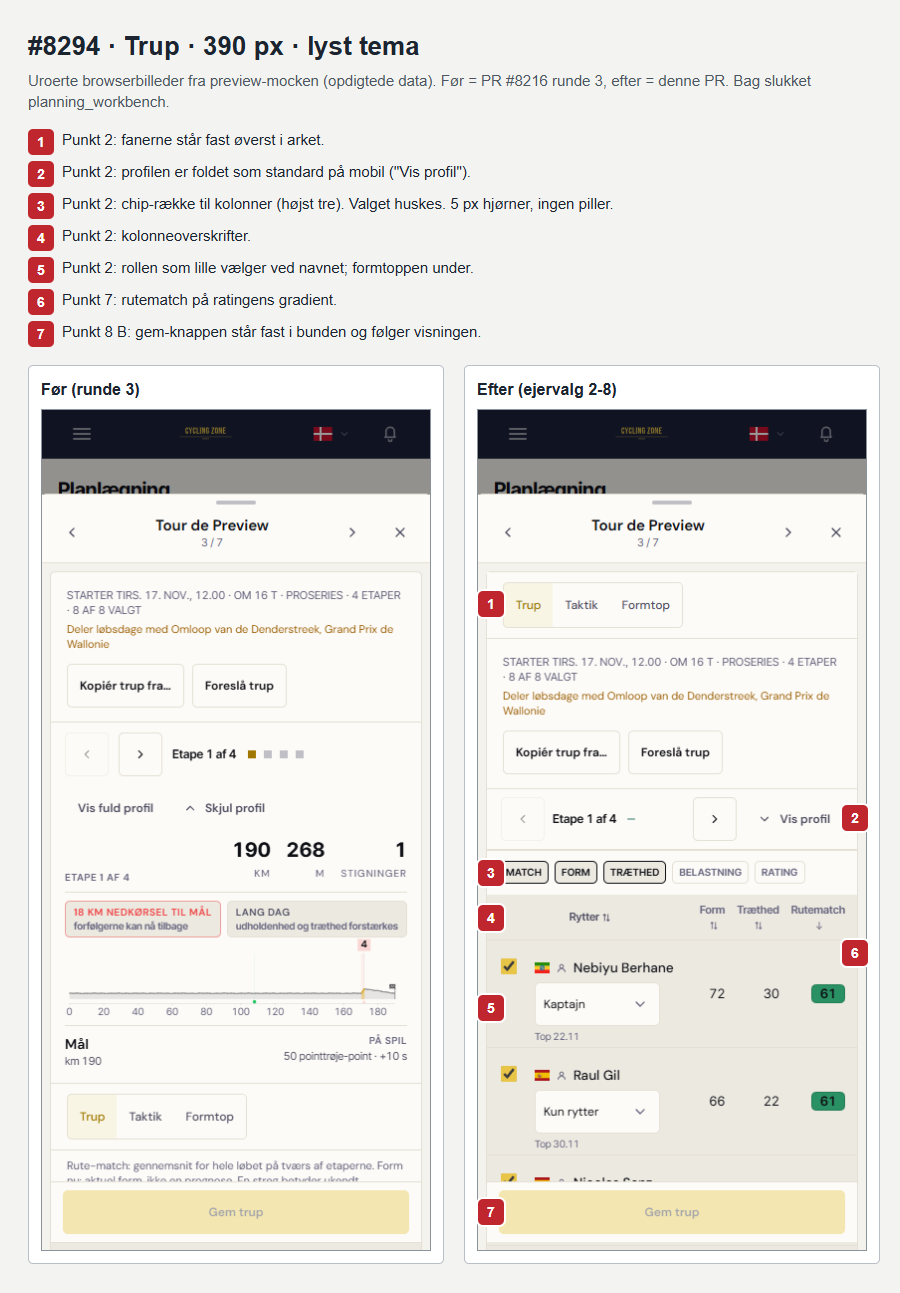 #8294 · Trup · 390 px · lyst tema
Uroerte browserbilleder fra preview-mocken (opdigtede data). Før = PR #8216 runde 3, efter = denne PR. Bag slukket
planning_workbench.
1 Punkt 2: fanerne står fast øverst i arket.
2 Punkt 2: profilen er foldet som standard på mobil ("Vis profil").
3 Punkt 2: chip-række til kolonner (højst tre). Valget huskes. 5 px hjørner, ingen piller.
4 Punkt 2: kolonneoverskrifter.
5 Punkt 2: rollen som lille vælger ved navnet; formtoppen under.
6 Punkt 7: rutematch på ratingens gradient.
7 Punkt 8 B: gem-knappen står fast i bunden og følger visningen.
Før (runde 3)
CYCLING ZONE
Planlægning
Tour de Preview
3 / 7
STARTER TIRS. 17. NOV., 12.00 · OM 16 T · PROSERIES · 4 ETAPER
· 8 AF 8 VALGT
Deler løbsdage med Omloop van de Denderstreek, Grand Prix de
Wallonie
Kopiér trup fra... Foreslå trup
Etape 1 af 4
Vis fuld profil Skjul profil
190 268 1
ETAPE 1 AF 4 KM M STIGNINGER
18 KM NEDKØRSEL TIL MÅL LANG DAG
forfølgerne kan nå tilbage udholdenhed og træthed forstærkes
4
0 20 40 60 80 100 120 140 160 180
Mål PÅ SPIL
km 190 50 pointtrøje-point · +10 s
Trup Taktik Formtop
Rute-match: gennemsnit for hele løbet på tværs af etaperne. Form
nu: aktuel form, ikke en prognose. En streg betyder ukendt.
Gem trup
Efter (ejervalg 2-8)
CYCLING ZONE
Planlægning
Tour de Preview
3 / 7
1 Trup Taktik Formtop
STARTER TIRS. 17. NOV., 12.00 · OM 16 T · PROSERIES · 4 ETAPER
· 8 AF 8 VALGT
Deler løbsdage med Omloop van de Denderstreek, Grand Prix de
Wallonie
Kopiér trup fra... Foreslå trup
Etape 1 af 4 Vis profil 2
3 MATCH FORM TRÆTHED BELASTNING RATING
4 Rytter ⇅ Form ⇅ Træthed ⇅ Rutematch ↓
6
Nebiyu Berhane
5 Kaptajn 72 30 61
Top 22.11
Raul Gil
Kun rytter 66 22 61
Top 30.11
7 Gem trup